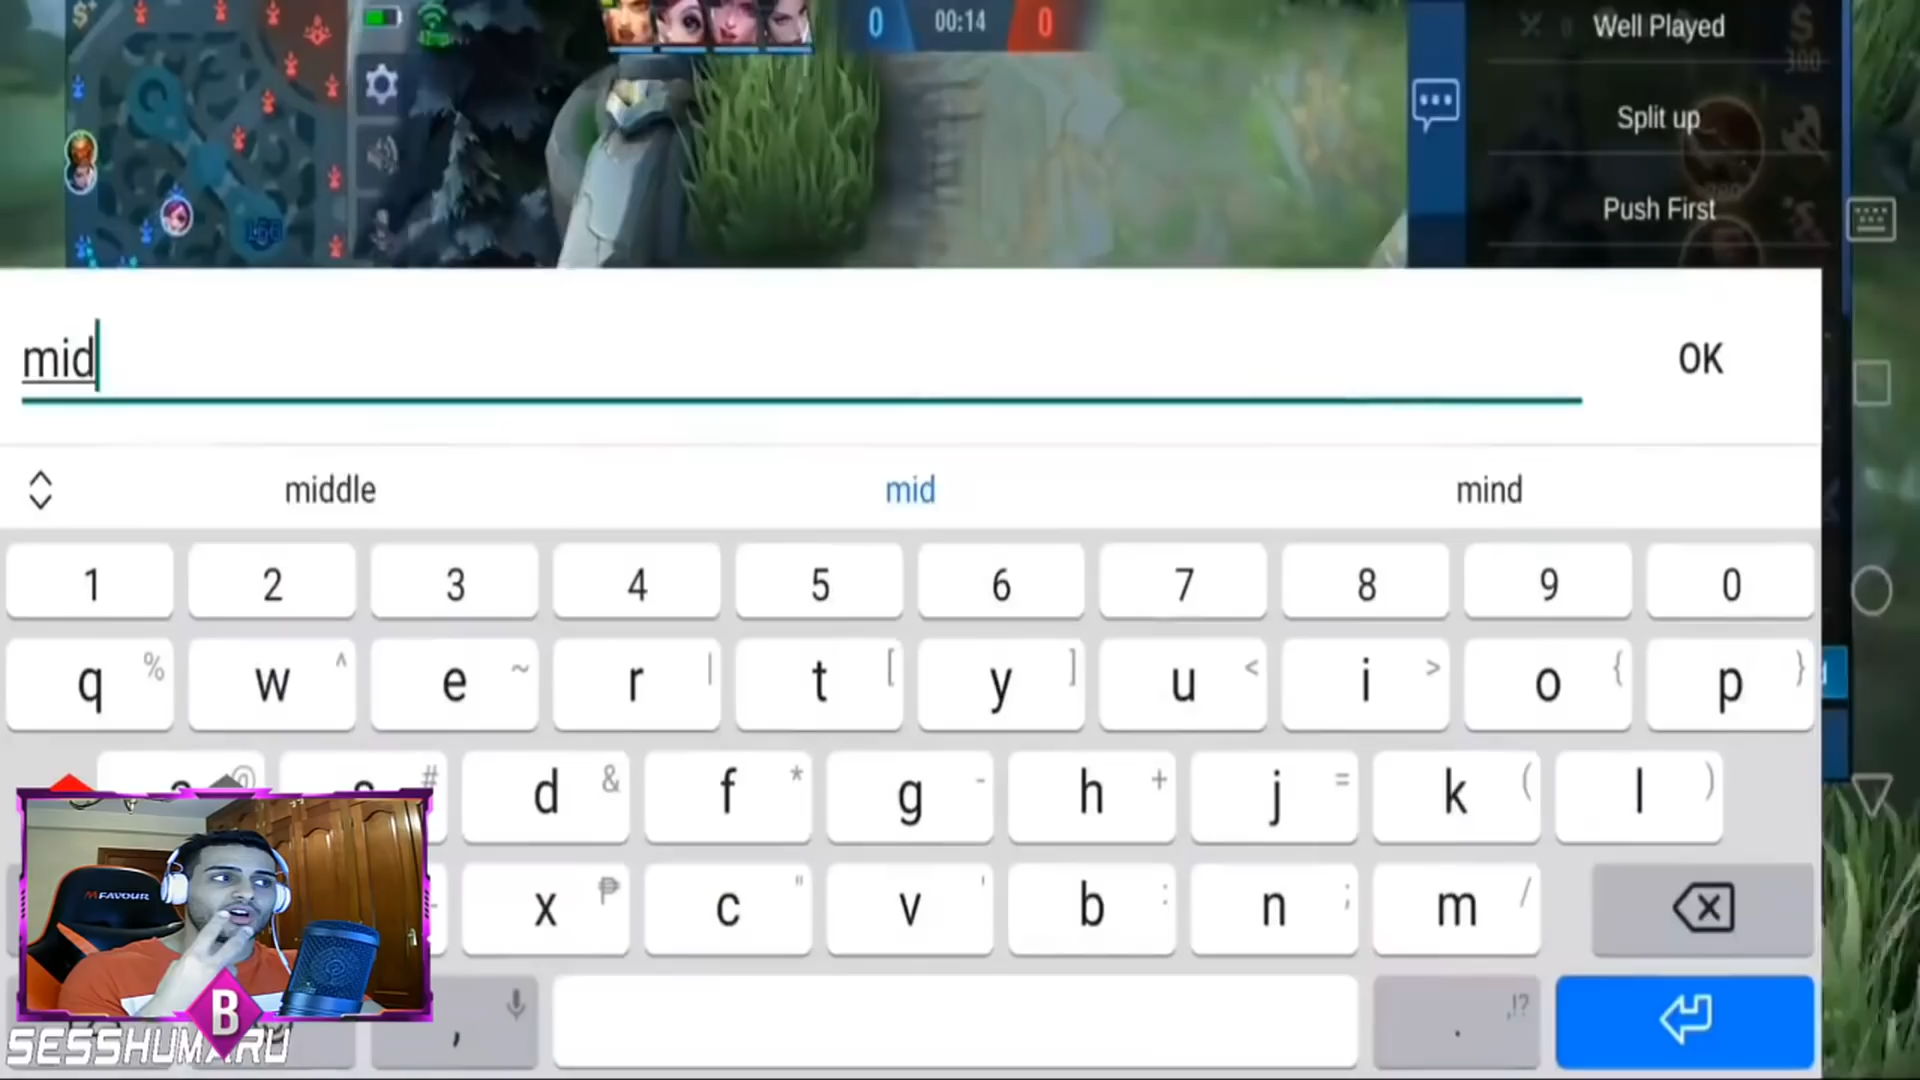 0 00:14 0
Well Played
300
Split up
Push First
mid
OK
middle mid mind
1 2 3 4 5 6 7 8 9 0
q % w ^ e ~ r | t [ y ] u < i > o { p }
@ # d & f * g - h + j = k ( l )
x ₱ c " v ' b : n ; m /
, . ,!?
MFAVOUR
B
SESSHUMARU